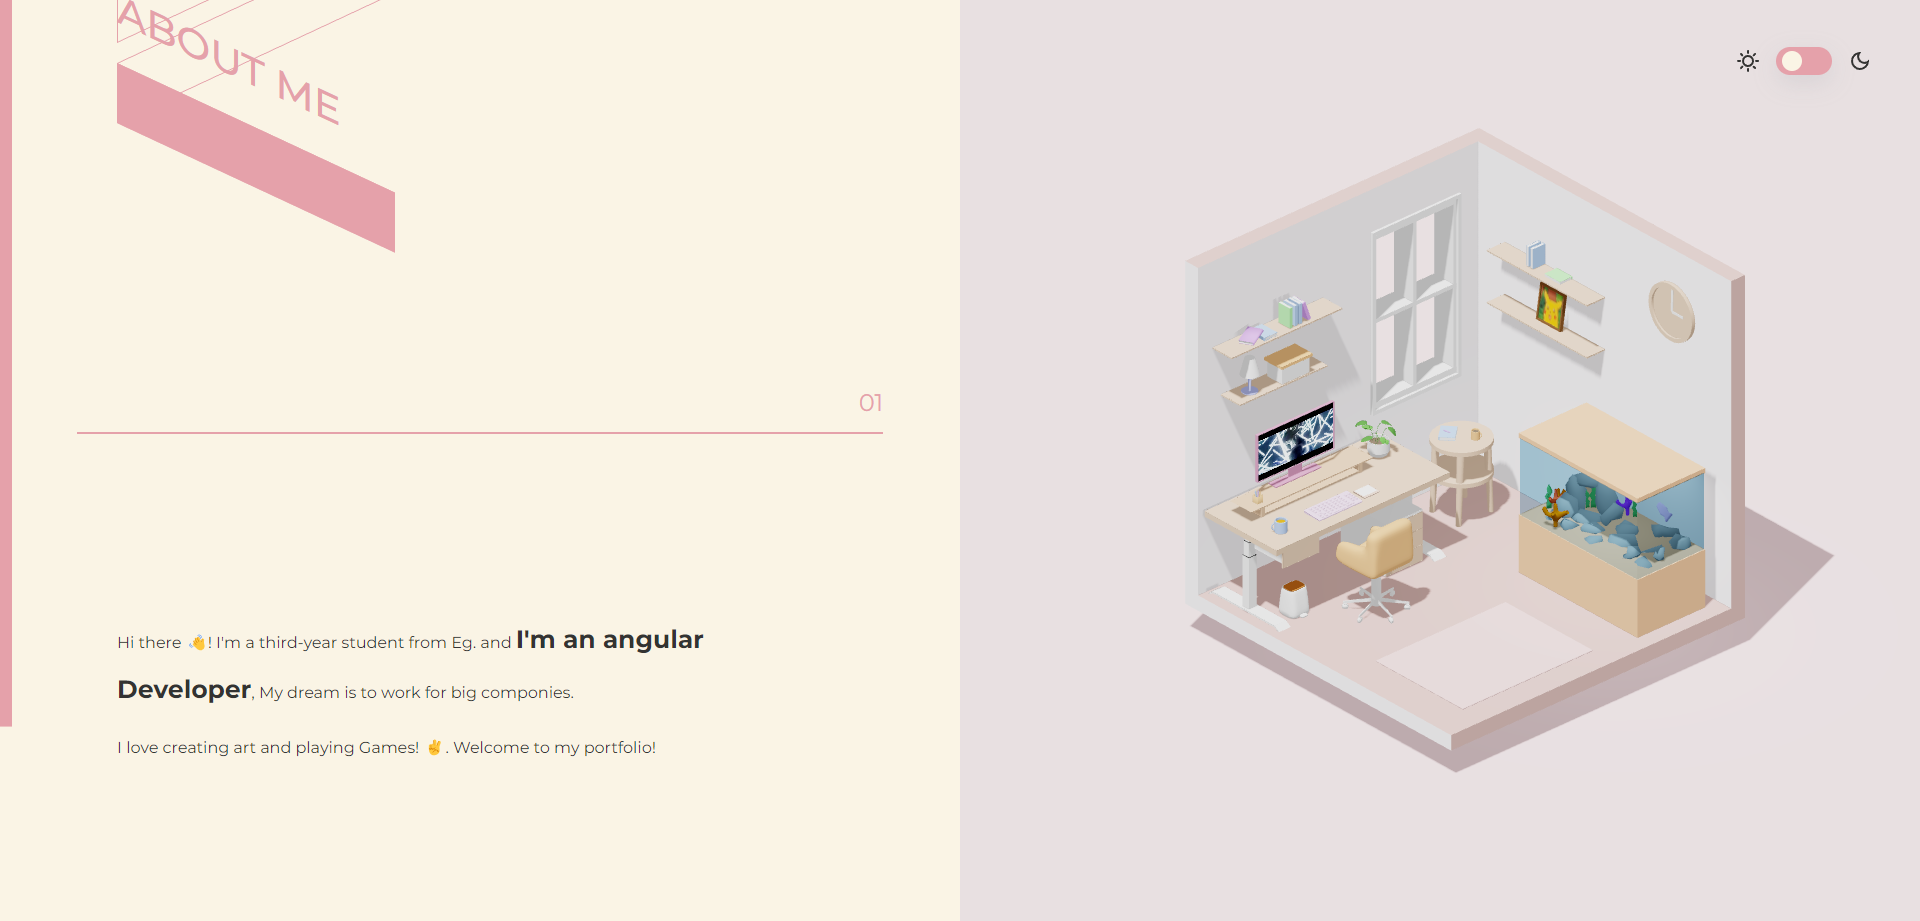 ABOUT ME
01
Hi there 👋! I'm a third-year student from Eg. and I'm an angular
Developer, My dream is to work for big componies.
I love creating art and playing Games! ✌️. Welcome to my portfolio!